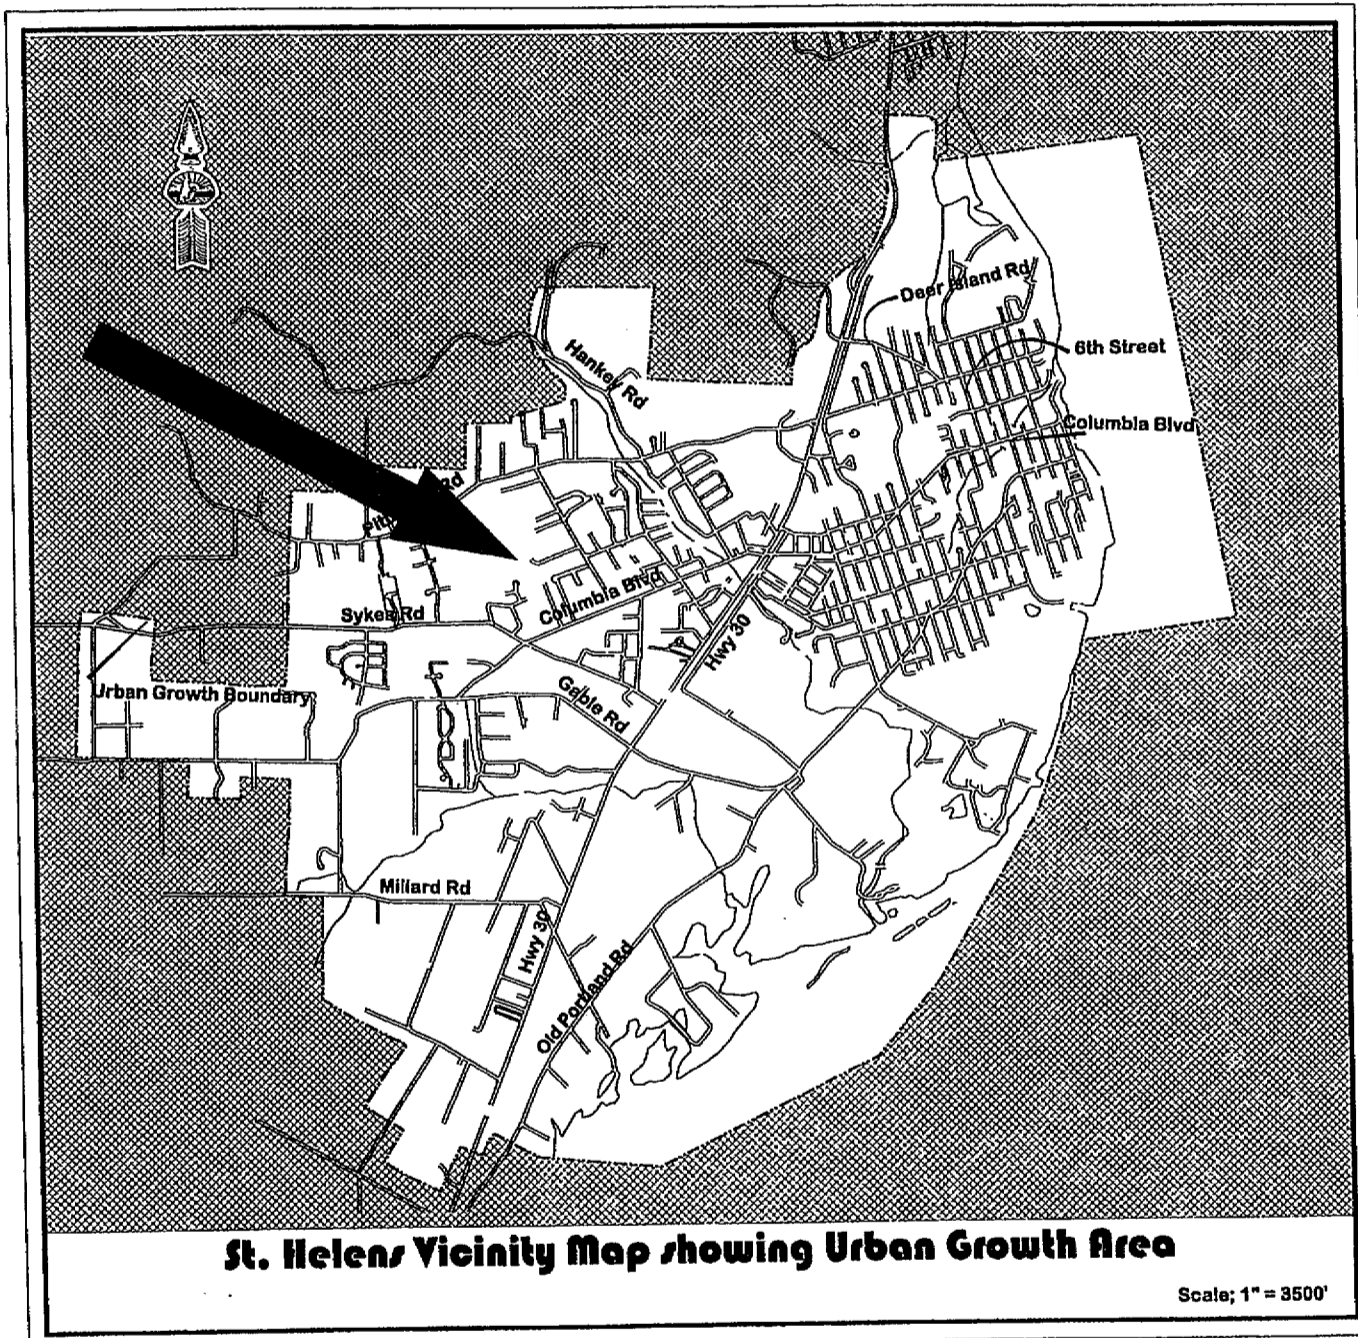 Deer Island Rd
6th Street
Hankey Rd
Columbia Blvd
Rd
Columbia Blvd
Sykes Rd
Hwy 30
Urban Growth Boundary
Gable Rd
Millard Rd
Hwy 30
Old Portland Rd
St. Helens Vicinity Map showing Urban Growth Area
Scale; 1" = 3500'